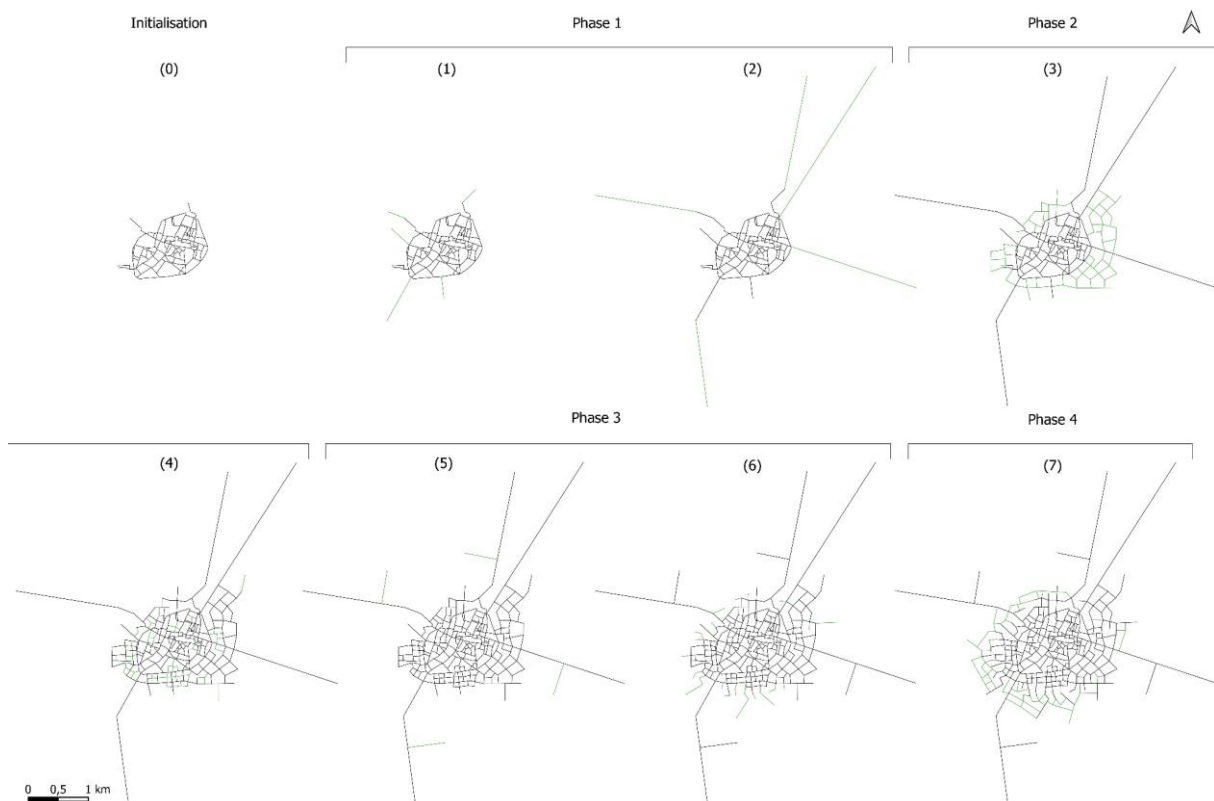 Initialisation
Phase 1
Phase 2
(0)
(1)
(2)
(3)
Phase 3
Phase 4
(4)
(5)
(6)
(7)
0 0,5 1 km